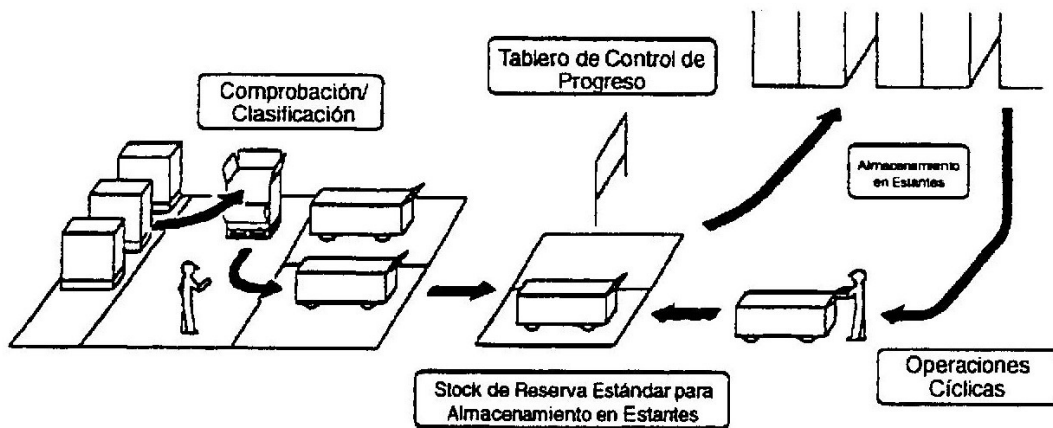 Tablero de Control de
Progreso
Comprobación/
Clasificación
Almacenamiento
en Estantes
Operaciones
Cíclicas
Stock de Reserva Estándar para
Almacenamiento en Estantes